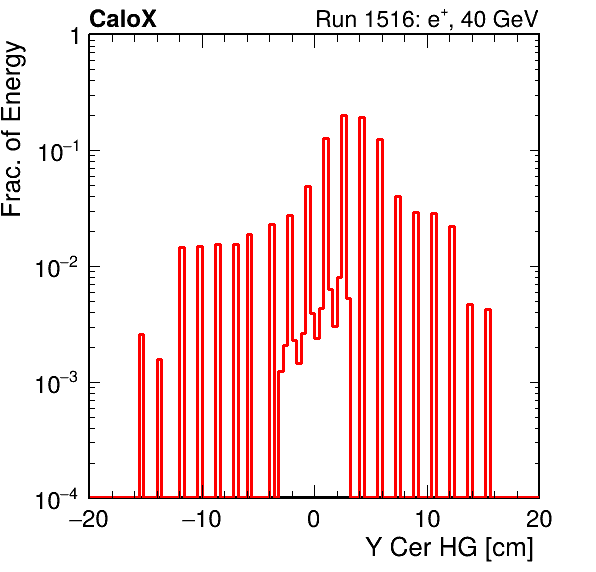 CaloX Run 1516: e⁺, 40 GeV
Frac. of Energy
1
10⁻¹
10⁻²
10⁻³
10⁻⁴
−20 −10 0 10 20
Y Cer HG [cm]